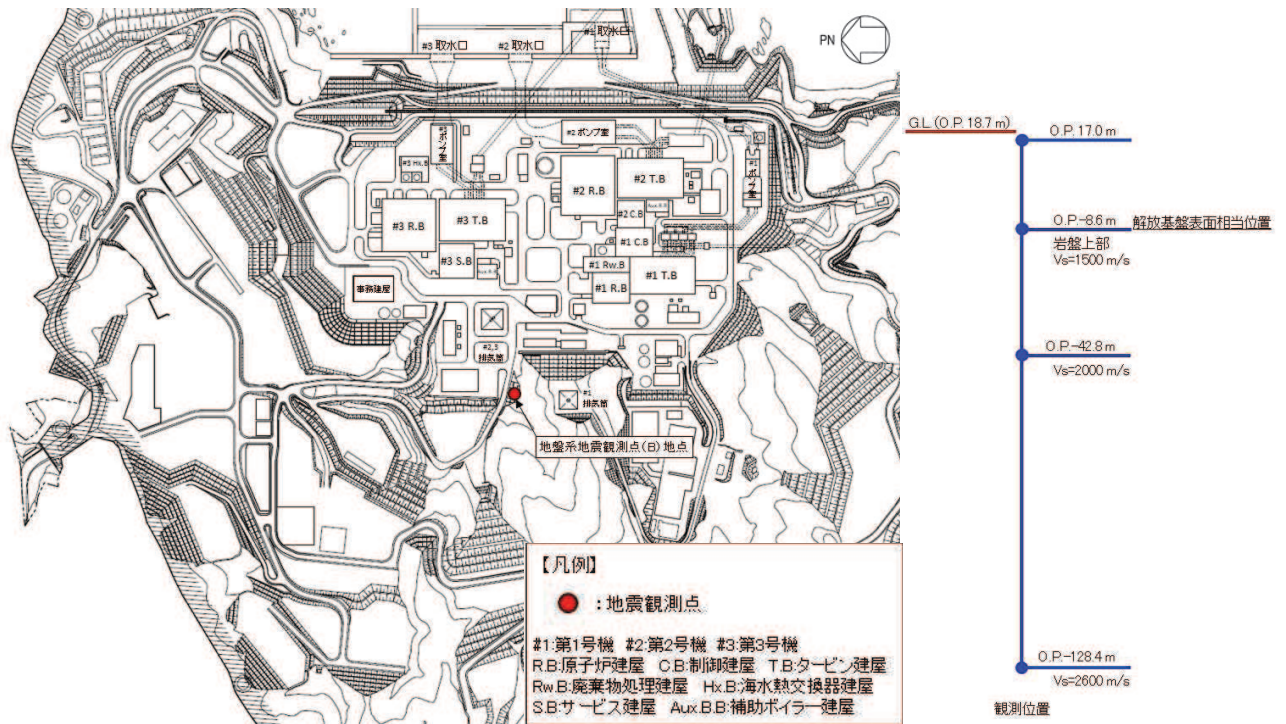 #3 取水口
#2 取水口
#1 取水口
PN
#3 ポンプ室
#2 ポンプ室
#1 ポンプ室
#3 Hx.B
#2 R.B
#2 T.B
#3 R.B
#3 T.B
#2 C.B
Aux.B.B
#1 C.B
#3 S.B
Aux.B.B
#1 Rw.B
#1 T.B
#1 R.B
事務建屋
#2,3
排気筒
#1
排気筒
地盤系地震観測点(B)地点
【凡例】
:地震観測点
#1:第1号機 #2:第2号機 #3:第3号機
R.B:原子炉建屋 C.B:制御建屋 T.B:タービン建屋
Rw.B:廃棄物処理建屋 Hx.B:海水熱交換器建屋
S.B:サービス建屋 Aux.B.B:補助ボイラー建屋
G.L.(O.P.18.7 m)
O.P.17.0 m
O.P.-8.6 m
解放基盤表面相当位置
岩盤上部
Vs=1500 m/s
O.P.-42.8 m
Vs=2000 m/s
O.P.-128.4 m
Vs=2600 m/s
観測位置